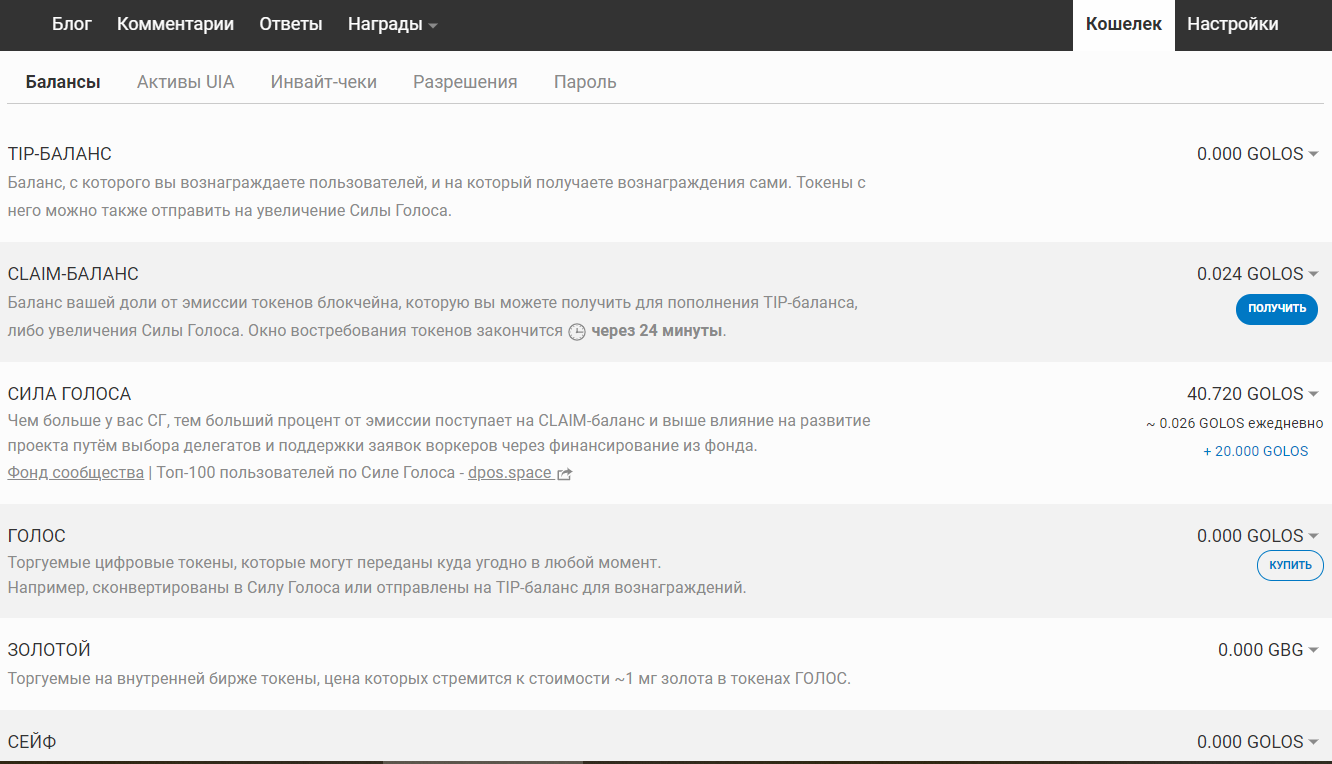 Блог Комментарии Ответы Награды Кошелек Настройки
Балансы Активы UIA Инвайт-чеки Разрешения Пароль
TIP-БАЛАНС 0.000 GOLOS
Баланс, с которого вы вознаграждаете пользователей, и на который получаете вознаграждения сами. Токены с
него можно также отправить на увеличение Силы Голоса.
CLAIM-БАЛАНС 0.024 GOLOS
Баланс вашей доли от эмиссии токенов блокчейна, которую вы можете получить для пополнения TIP-баланса,
ПОЛУЧИТЬ
либо увеличения Силы Голоса. Окно востребования токенов закончится через 24 минуты.
СИЛА ГОЛОСА 40.720 GOLOS
Чем больше у вас СГ, тем больший процент от эмиссии поступает на CLAIM-баланс и выше влияние на развитие
~ 0.026 GOLOS ежедневно
проекта путём выбора делегатов и поддержки заявок воркеров через финансирование из фонда.
+ 20.000 GOLOS
Фонд сообщества | Топ-100 пользователей по Силе Голоса - dpos.space
ГОЛОС 0.000 GOLOS
Торгуемые цифровые токены, которые могут переданы куда угодно в любой момент.
КУПИТЬ
Например, сконвертированы в Силу Голоса или отправлены на TIP-баланс для вознаграждений.
ЗОЛОТОЙ 0.000 GBG
Торгуемые на внутренней бирже токены, цена которых стремится к стоимости ~1 мг золота в токенах ГОЛОС.
СЕЙФ 0.000 GOLOS